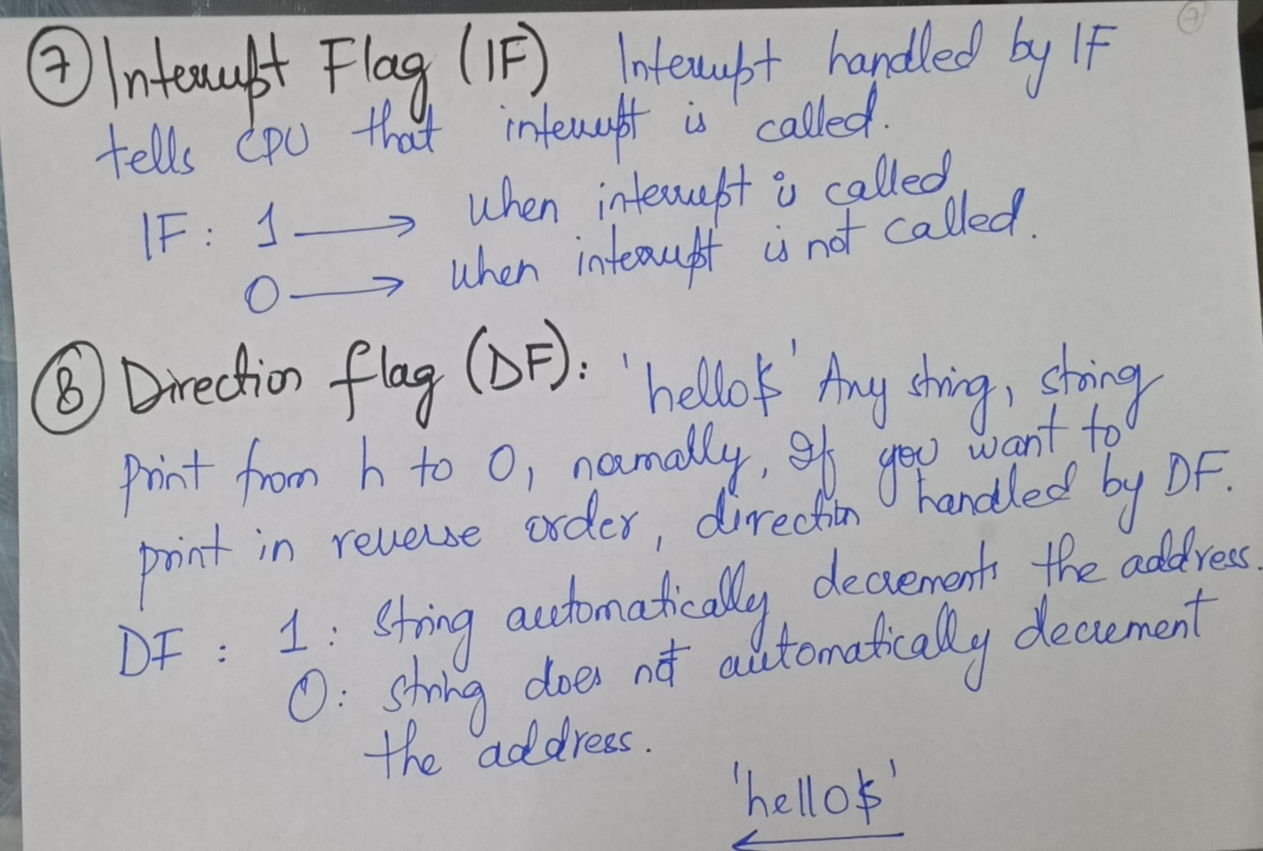 7
⑦ Interrupt Flag (IF) Interrupt handled by IF
tells CPU that interrupt is called.
IF : 1 → when interrupt is called
0 → when interrupt is not called.
⑧ Direction flag (DF): 'hello$' Any string, string
print from h to o, normally, If you want to
print in reverse order, direction handled by DF.
DF : 1 : string automatically decrements the address.
0 : string does not automatically decrement
the address.
'hello$'